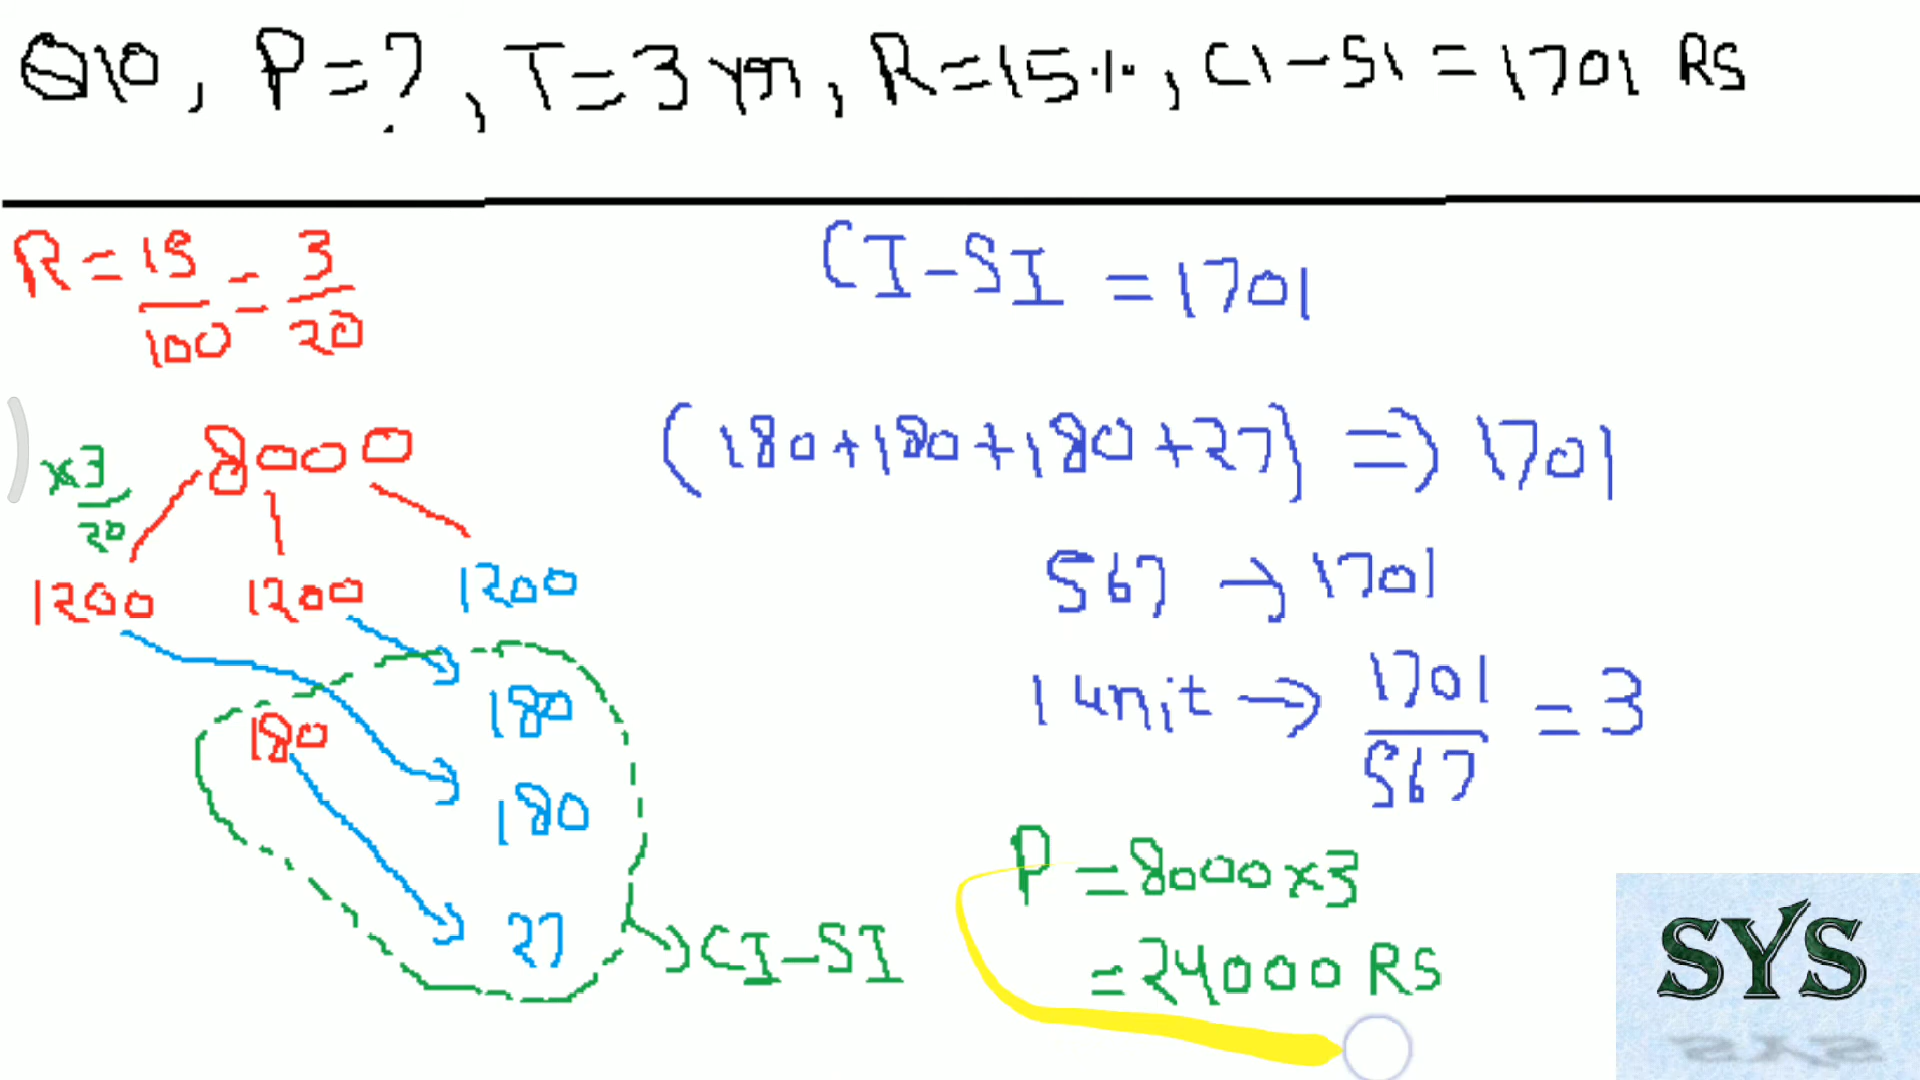 Q10, P=?, T=3 yr, R=15%, CI-SI=1701 RS
R=15/100=3/20
CI-SI=1701
×3/20
8000
(180+180+180+27)⇒1701
1200 1200 1200
567→1701
180
180
1 unit→1701/567=3
180
P=8000×3
27
→CI-SI
=24000 RS
SYS